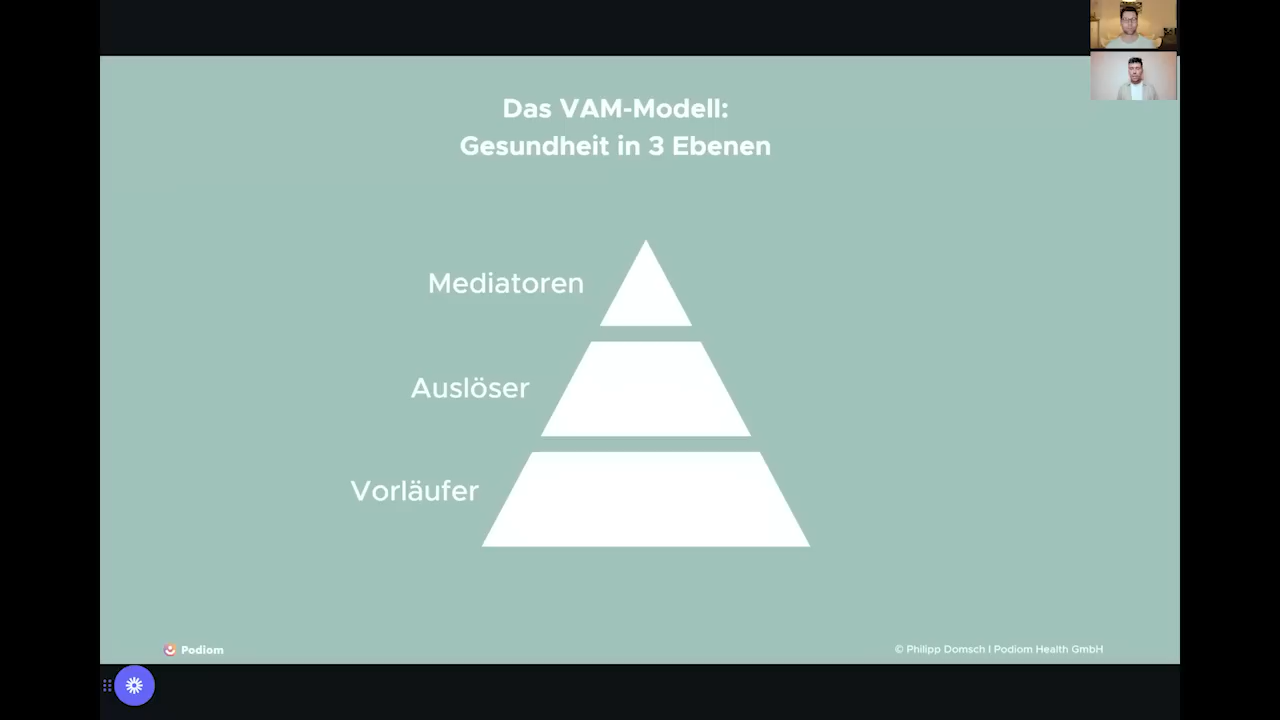 Das VAM-Modell:
Gesundheit in 3 Ebenen
Mediatoren
Auslöser
Vorläufer
Podiom
© Philipp Domsch I Podiom Health GmbH